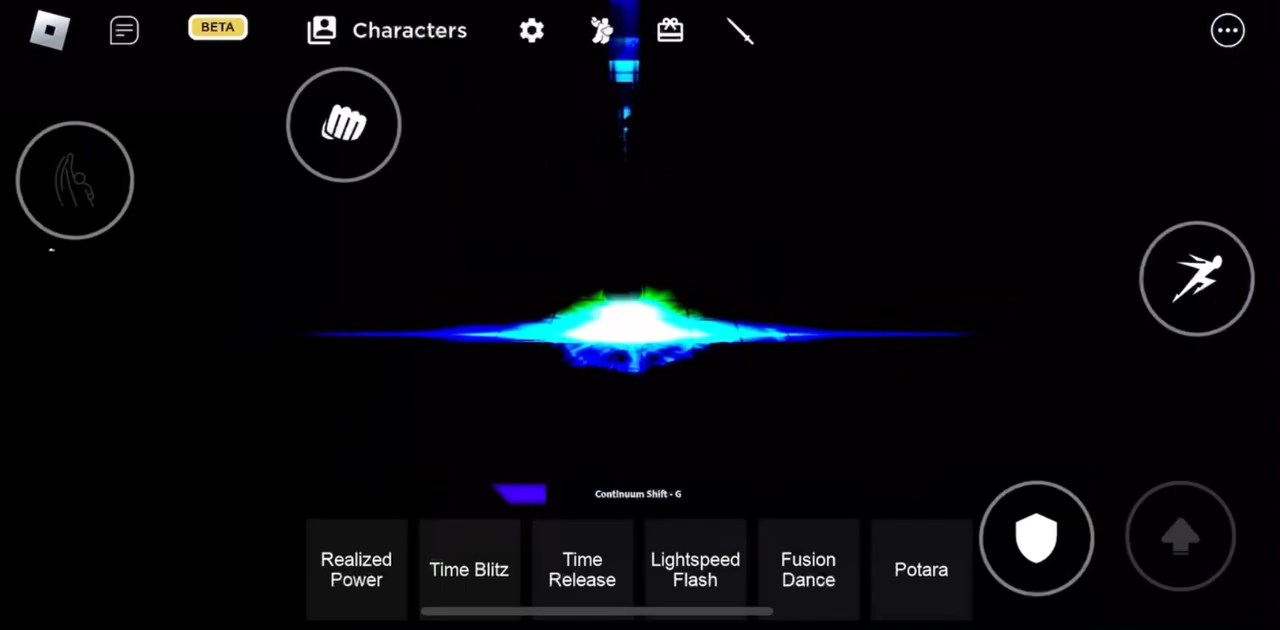 BETA
Characters
Continuum Shift - G
Realized
Power
Time Blitz
Time
Release
Lightspeed
Flash
Fusion
Dance
Potara